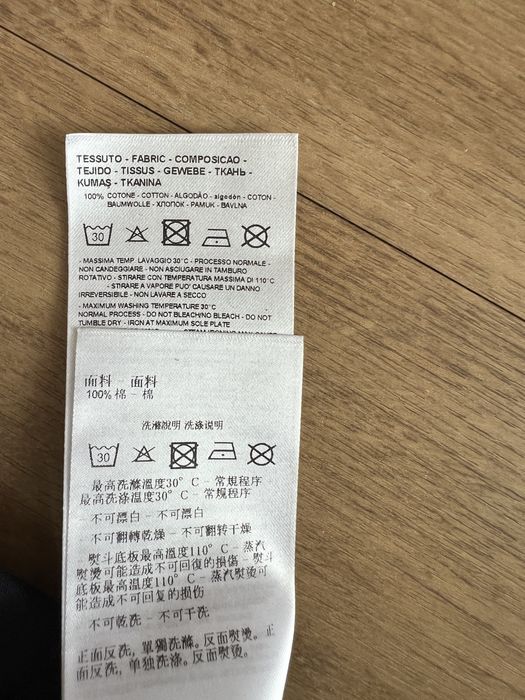 TESSUTO - FABRIC - COMPOSICAO -
TEJIDO - TISSUS - GEWEBE - ТКАНЬ -
KUMAŞ - TKANINA
100% COTONE - COTTON - ALGODÃO - algodón - COTON -
BAUMWOLLE - ХЛОПОК - PAMUK - BAVLNA
30
- MASSIMA TEMP. LAVAGGIO 30°C - PROCESSO NORMALE -
NON CANDEGGIARE - NON ASCIUGARE IN TAMBURO
ROTATIVO - STIRARE CON TEMPERATURA MASSIMA DI 110°C
- STIRARE A VAPORE PUO' CAUSARE UN DANNO
IRREVERSIBILE - NON LAVARE A SECCO
- MAXIMUM WASHING TEMPERATURE 30°C
NORMAL PROCESS - DO NOT BLEACH/NO BLEACH - DO NOT
TUMBLE DRY - IRON AT MAXIMUM SOLE PLATE
面料 - 面料
100% 棉 - 棉
洗滌說明 洗涤说明
30
最高洗滌溫度30° C - 常規程序
最高洗涤温度30° C - 常规程序
- 不可漂白 - 不可漂白
- 不可翻轉乾燥 - 不可翻转干燥
- 熨斗底板最高溫度110° C - 蒸汽
熨燙可能造成不可回復的損傷 - 熨斗
底板最高温度110° C - 蒸汽熨烫可
能造成不可回复的损伤
- 不可乾洗 - 不可干洗
正面反洗，單獨洗滌。反面熨燙。正
面反洗，单独洗涤。反面熨烫。